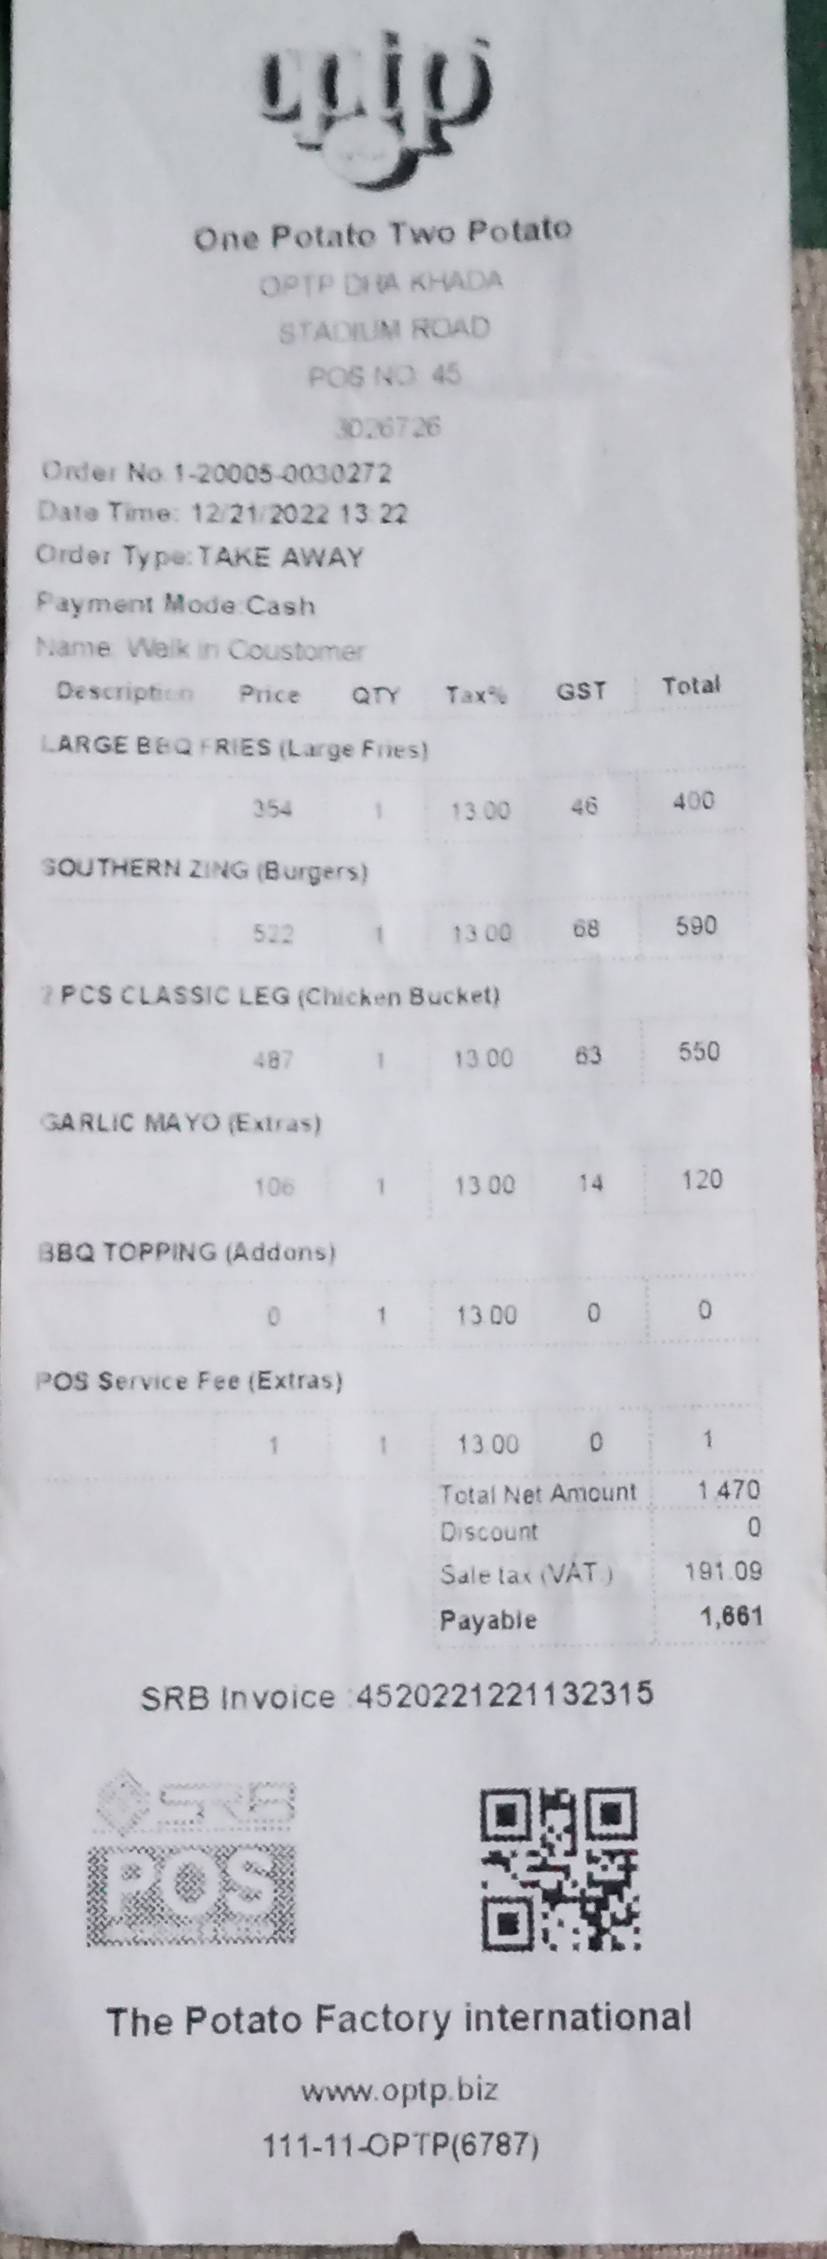 optp
One Potato Two Potato
OPTP DHA KHADA
STADIUM ROAD
POS NO. 45
3026726
Order No.1-20005-0030272
Date Time: 12/21/2022 13:22
Order Type:TAKE AWAY
Payment Mode:Cash
Name: Walk in Coustomer
Description Price QTY Tax% GST Total
LARGE BBQ FRIES (Large Fries)
354 1 13.00 46 400
SOUTHERN ZING (Burgers)
522 1 13.00 68 590
2 PCS CLASSIC LEG (Chicken Bucket)
487 1 13.00 63 550
GARLIC MAYO (Extras)
106 1 13.00 14 120
BBQ TOPPING (Addons)
0 1 13.00 0 0
POS Service Fee (Extras)
1 1 13.00 0 1
Total Net Amount 1,470
Discount 0
Sale tax (VAT.) 191.09
Payable 1,661
SRB Invoice :4520221221132315
SRB
POS
The Potato Factory international
www.optp.biz
111-11-OPTP(6787)